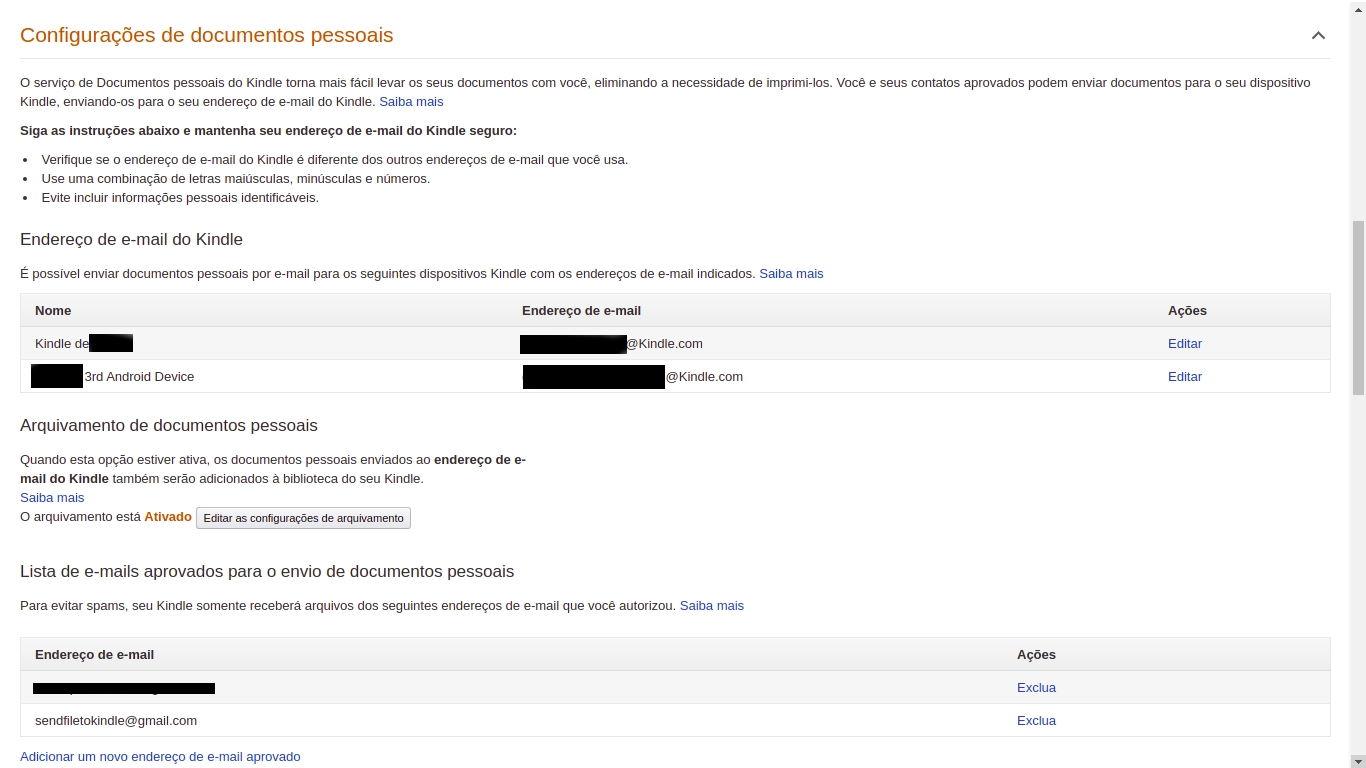 Configurações de documentos pessoais
O serviço de Documentos pessoais do Kindle torna mais fácil levar os seus documentos com você, eliminando a necessidade de imprimi-los. Você e seus contatos aprovados podem enviar documentos para o seu dispositivo
Kindle, enviando-os para o seu endereço de e-mail do Kindle. Saiba mais
Siga as instruções abaixo e mantenha seu endereço de e-mail do Kindle seguro:
• Verifique se o endereço de e-mail do Kindle é diferente dos outros endereços de e-mail que você usa.
• Use uma combinação de letras maiúsculas, minúsculas e números.
• Evite incluir informações pessoais identificáveis.
Endereço de e-mail do Kindle
É possível enviar documentos pessoais por e-mail para os seguintes dispositivos Kindle com os endereços de e-mail indicados. Saiba mais
Nome Endereço de e-mail Ações
Kindle de @Kindle.com Editar
3rd Android Device @Kindle.com Editar
Arquivamento de documentos pessoais
Quando esta opção estiver ativa, os documentos pessoais enviados ao endereço de e-
mail do Kindle também serão adicionados à biblioteca do seu Kindle.
Saiba mais
O arquivamento está Ativado Editar as configurações de arquivamento
Lista de e-mails aprovados para o envio de documentos pessoais
Para evitar spams, seu Kindle somente receberá arquivos dos seguintes endereços de e-mail que você autorizou. Saiba mais
Endereço de e-mail Ações
Exclua
sendfiletokindle@gmail.com Exclua
Adicionar um novo endereço de e-mail aprovado